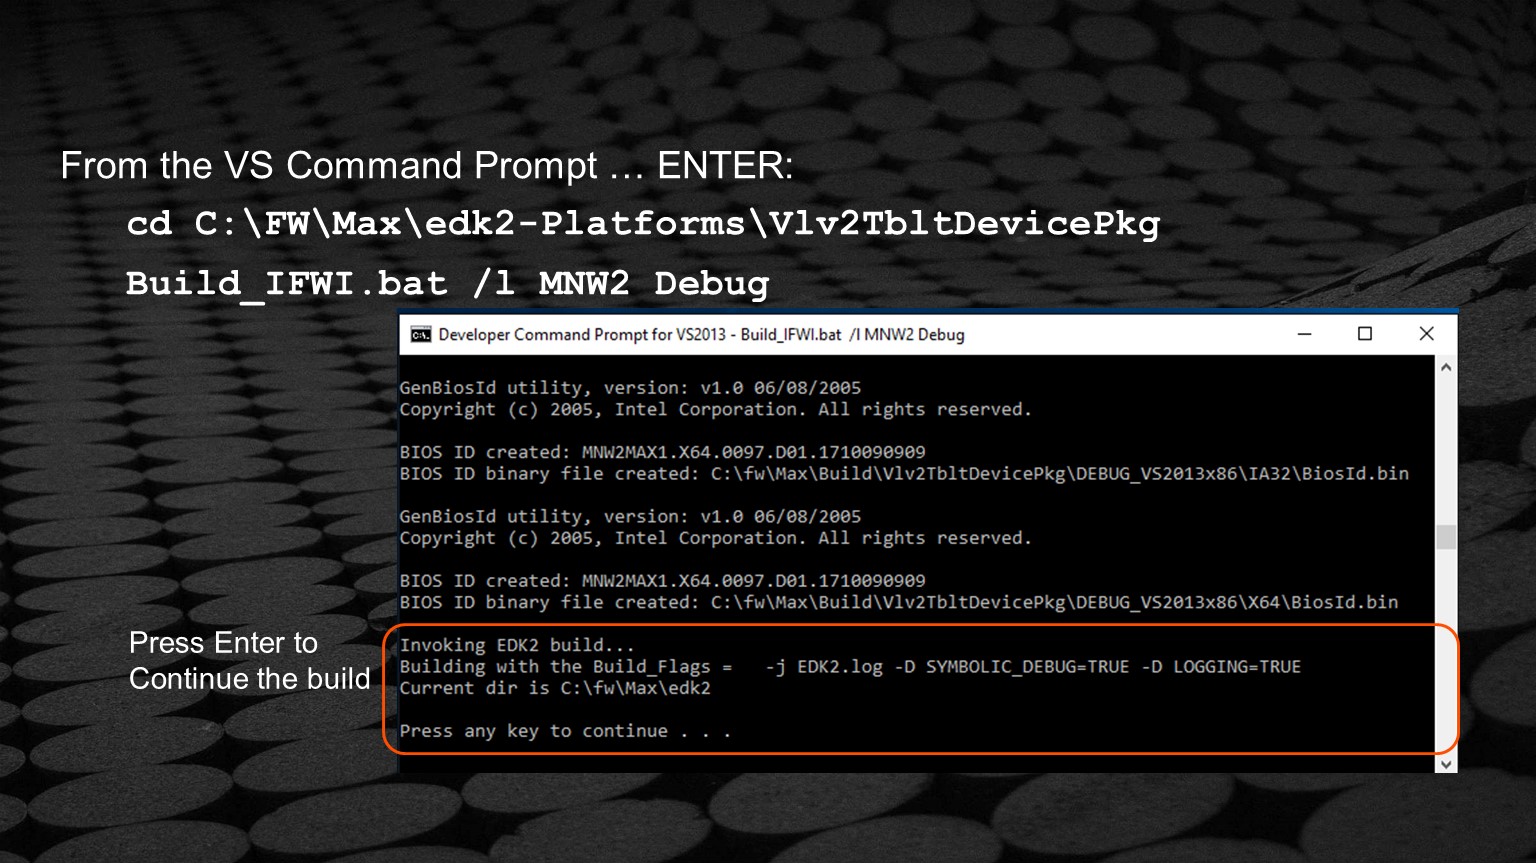 From the VS Command Prompt … ENTER:
cd C:\FW\Max\edk2-Platforms\Vlv2TbltDevicePkg
Build_IFWI.bat /l MNW2 Debug
Developer Command Prompt for VS2013 - Build_IFWI.bat /l MNW2 Debug
GenBiosId utility, version: v1.0 06/08/2005
Copyright (c) 2005, Intel Corporation. All rights reserved.
BIOS ID created: MNW2MAX1.X64.0097.D01.1710090909
BIOS ID binary file created: C:\fw\Max\Build\Vlv2TbltDevicePkg\DEBUG_VS2013x86\IA32\BiosId.bin
GenBiosId utility, version: v1.0 06/08/2005
Copyright (c) 2005, Intel Corporation. All rights reserved.
BIOS ID created: MNW2MAX1.X64.0097.D01.1710090909
BIOS ID binary file created: C:\fw\Max\Build\Vlv2TbltDevicePkg\DEBUG_VS2013x86\X64\BiosId.bin
Press Enter to
Continue the build
Invoking EDK2 build...
Building with the Build_Flags =   -j EDK2.log -D SYMBOLIC_DEBUG=TRUE -D LOGGING=TRUE
Current dir is C:\fw\Max\edk2
Press any key to continue . . .